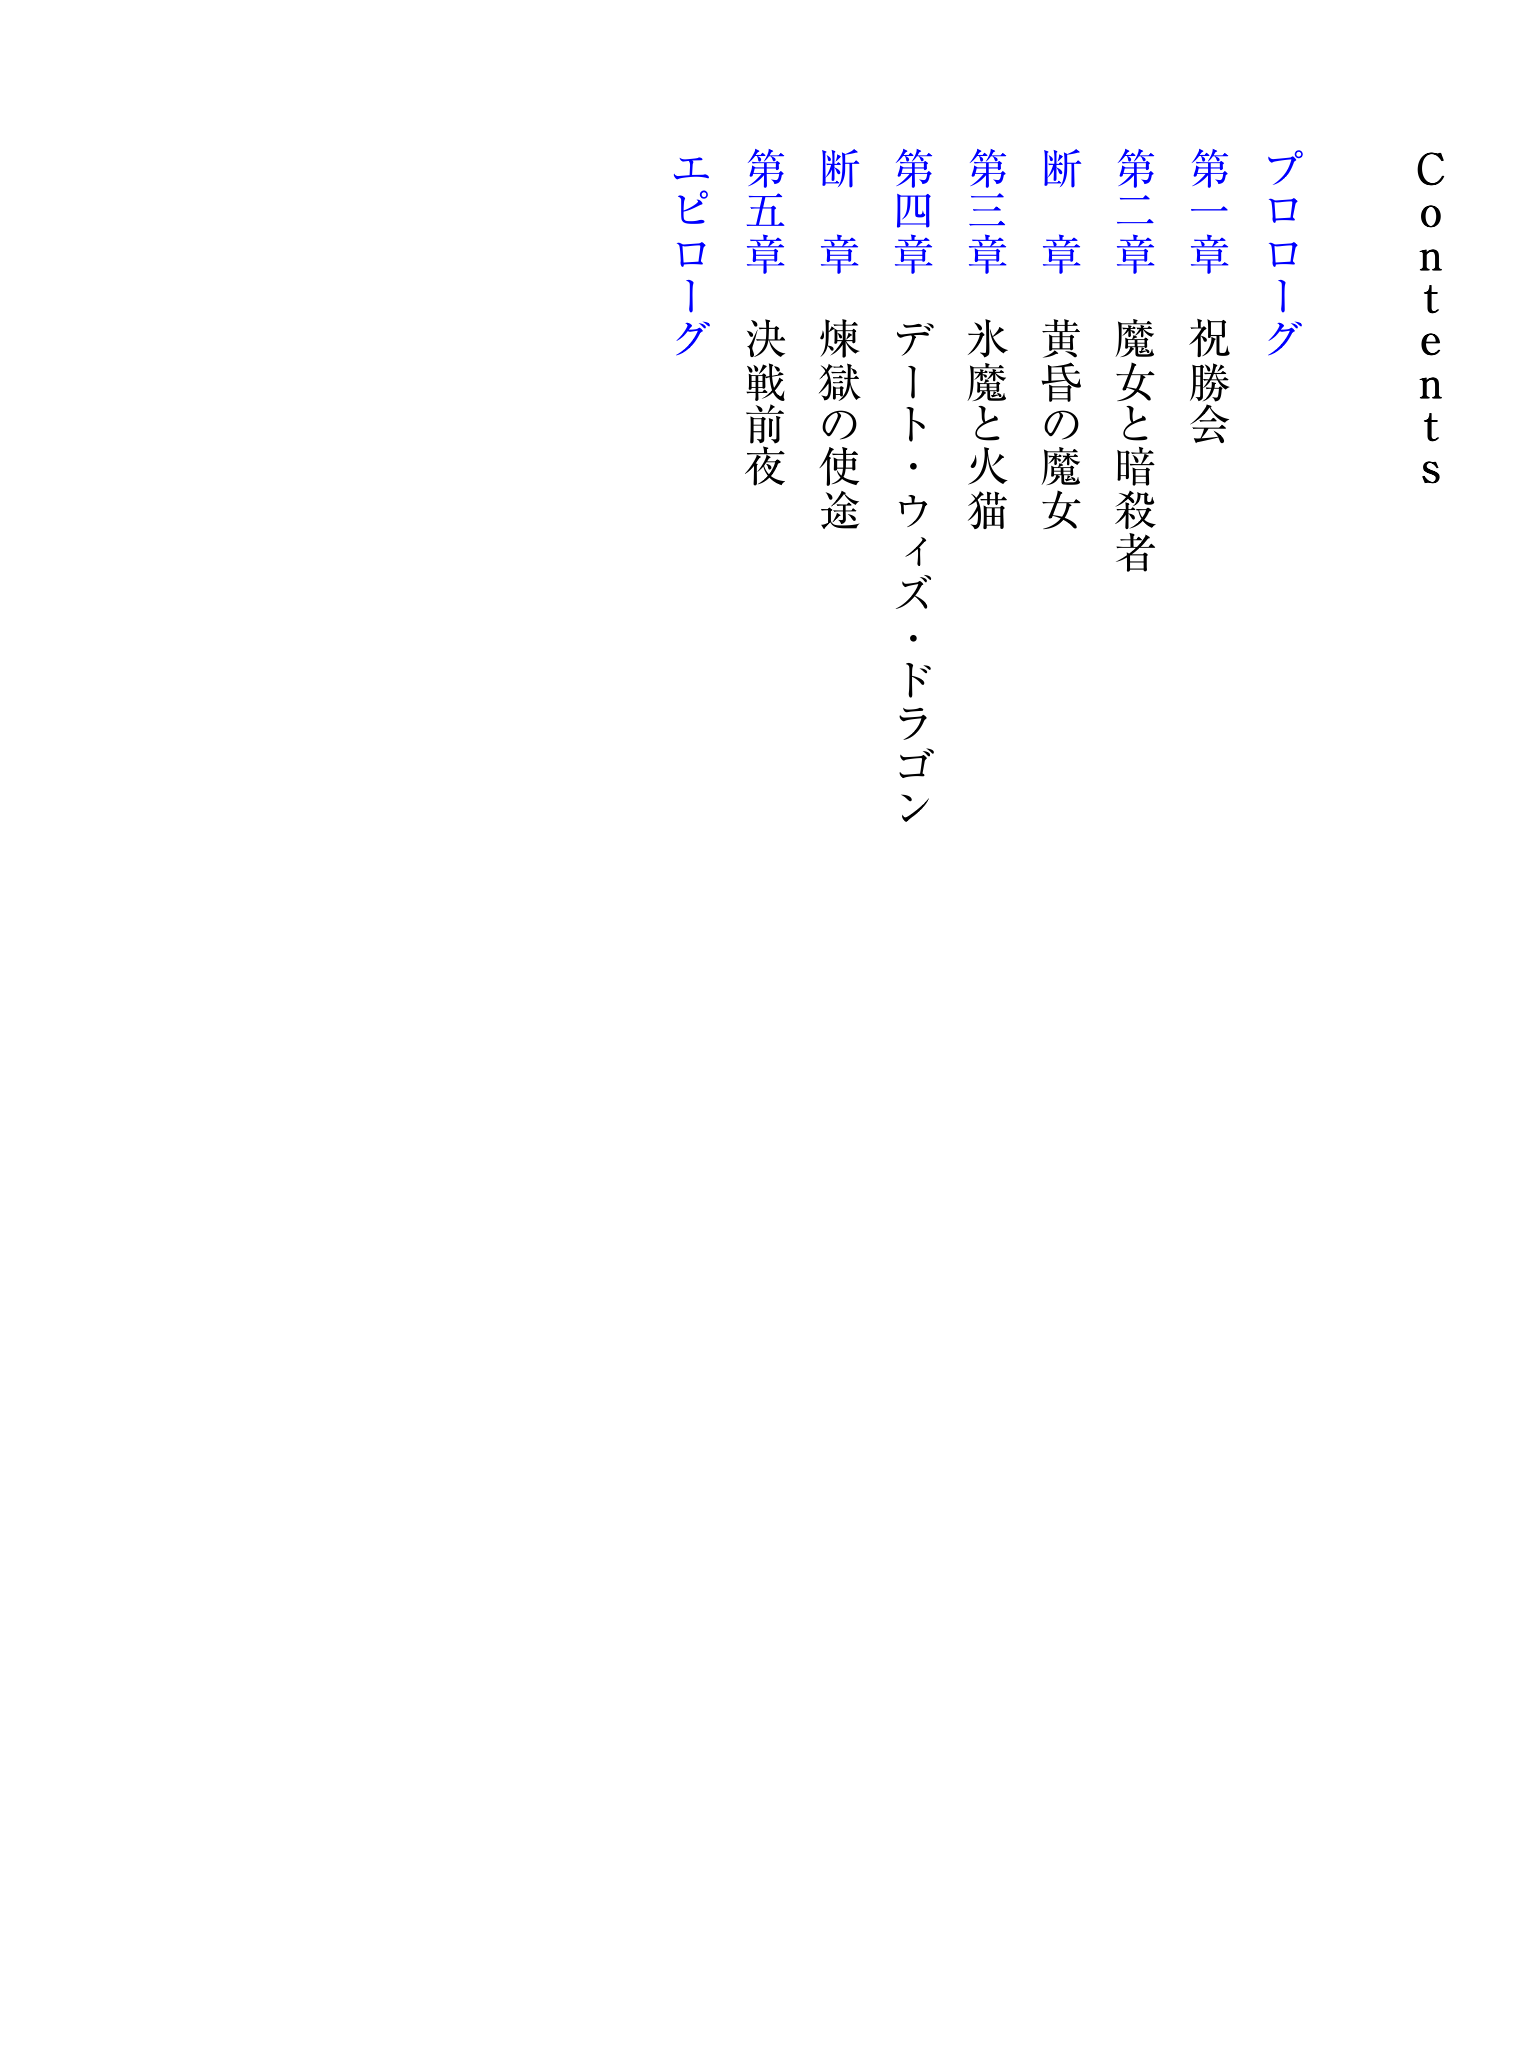 Contents
プロローグ
第一章　祝勝会
第二章　魔女と暗殺者
断　章　黄昏の魔女
第三章　氷魔と火猫
第四章　デート・ウィズ・ドラゴン
断　章　煉獄の使途
第五章　決戦前夜
エピローグ